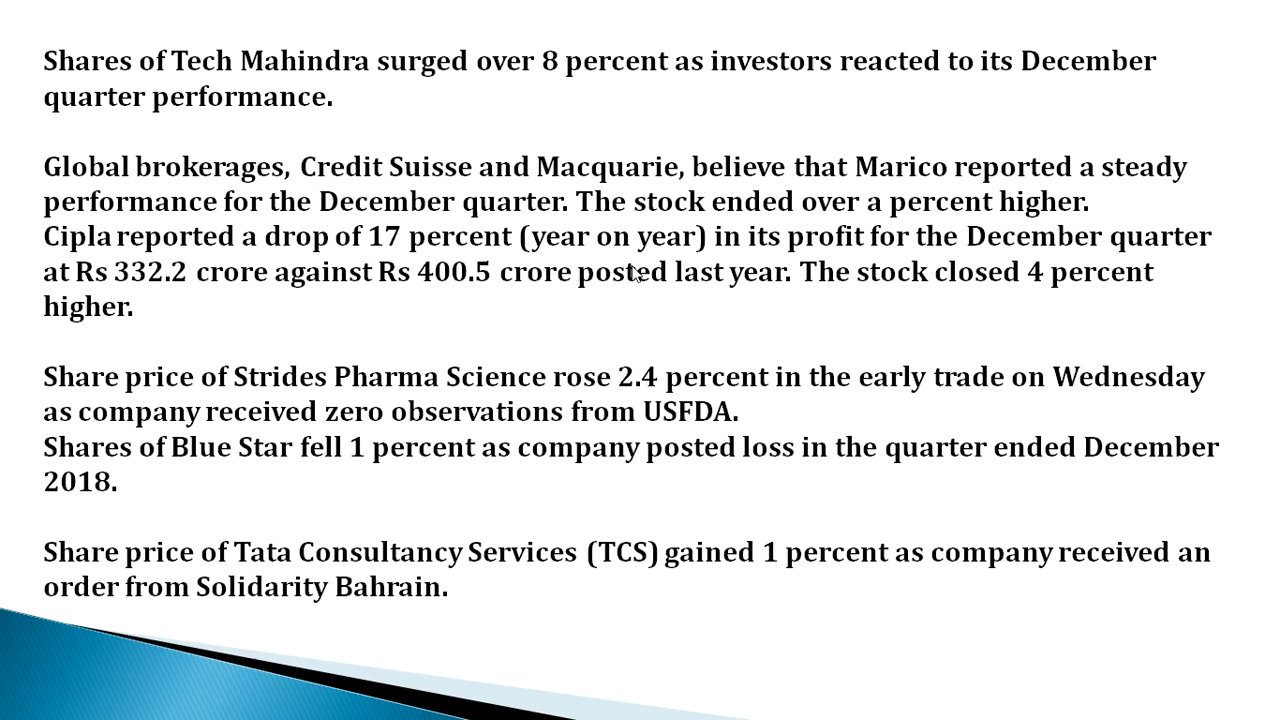 Shares of Tech Mahindra surged over 8 percent as investors reacted to its December
quarter performance.
Global brokerages, Credit Suisse and Macquarie, believe that Marico reported a steady
performance for the December quarter. The stock ended over a percent higher.
Cipla reported a drop of 17 percent (year on year) in its profit for the December quarter
at Rs 332.2 crore against Rs 400.5 crore posted last year. The stock closed 4 percent
higher.
Share price of Strides Pharma Science rose 2.4 percent in the early trade on Wednesday
as company received zero observations from USFDA.
Shares of Blue Star fell 1 percent as company posted loss in the quarter ended December
2018.
Share price of Tata Consultancy Services (TCS) gained 1 percent as company received an
order from Solidarity Bahrain.